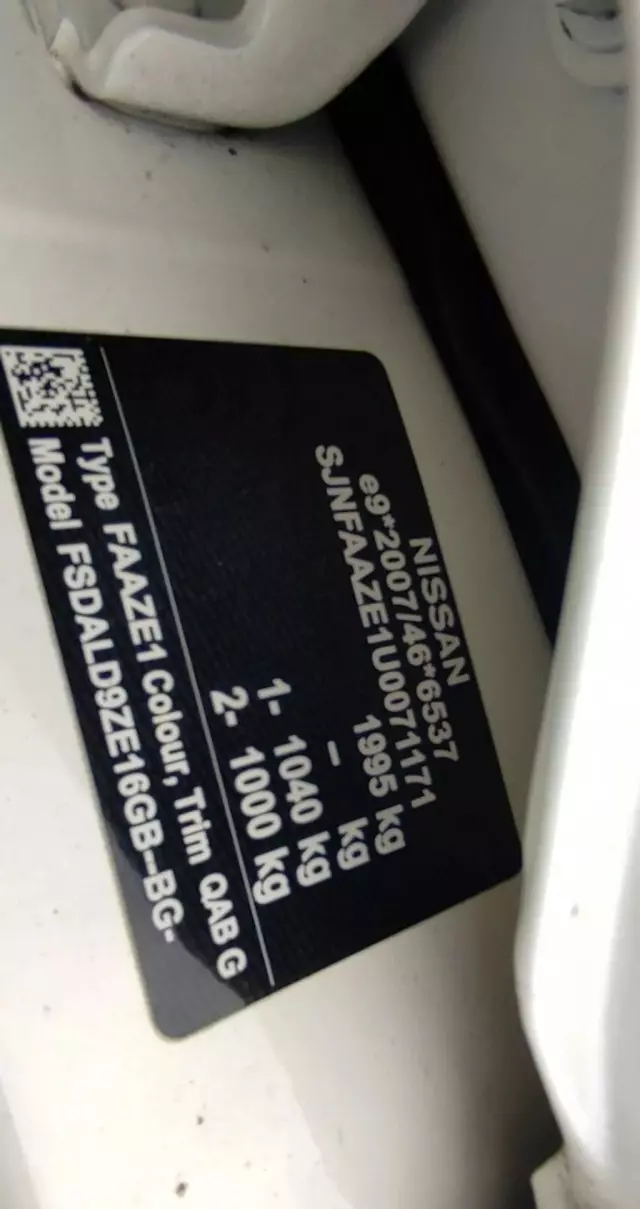 NISSAN
e9*2007/46*6537
SJNFAAZE1U0071171
1995 kg
– kg
1- 1040 kg
2- 1000 kg
Type FAAZE1 Colour, Trim QAB G
Model FSDALD9ZE16GB--BG-